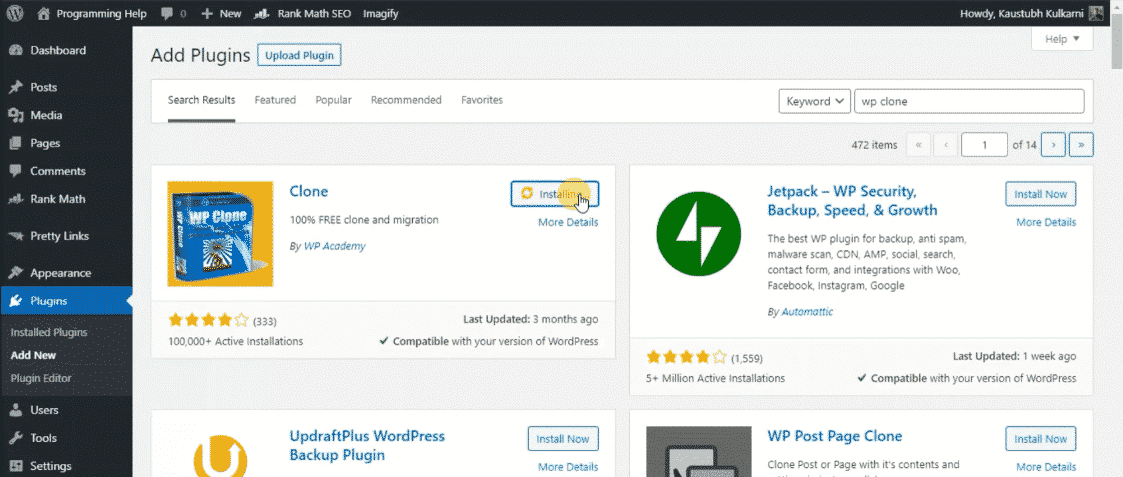 Programming Help 0 New Rank Math SEO Imagify Howdy, Kaustubh Kulkarni
Dashboard
Posts
Media
Pages
Comments
Rank Math
Pretty Links
Appearance
Plugins
Installed Plugins
Add New
Plugin Editor
Users
Tools
Settings
Help
Add Plugins Upload Plugin
Search Results Featured Popular Recommended Favorites Keyword wp clone
472 items « ‹ 1 of 14 › »
WP Clone
Clone
100% FREE clone and migration
By WP Academy
Installing...
More Details
(333)
100,000+ Active Installations
Last Updated: 3 months ago
Compatible with your version of WordPress
Jetpack – WP Security,
Backup, Speed, & Growth
The best WP plugin for backup, anti spam,
malware scan, CDN, AMP, social, search,
contact form, and integrations with Woo,
Facebook, Instagram, Google
By Automattic
Install Now
More Details
(1,559)
5+ Million Active Installations
Last Updated: 1 week ago
Compatible with your version of WordPress
UpdraftPlus WordPress
Backup Plugin
Install Now
More Details
WP Post Page Clone
Clone Post or Page with it's contents and
Install Now
More Details